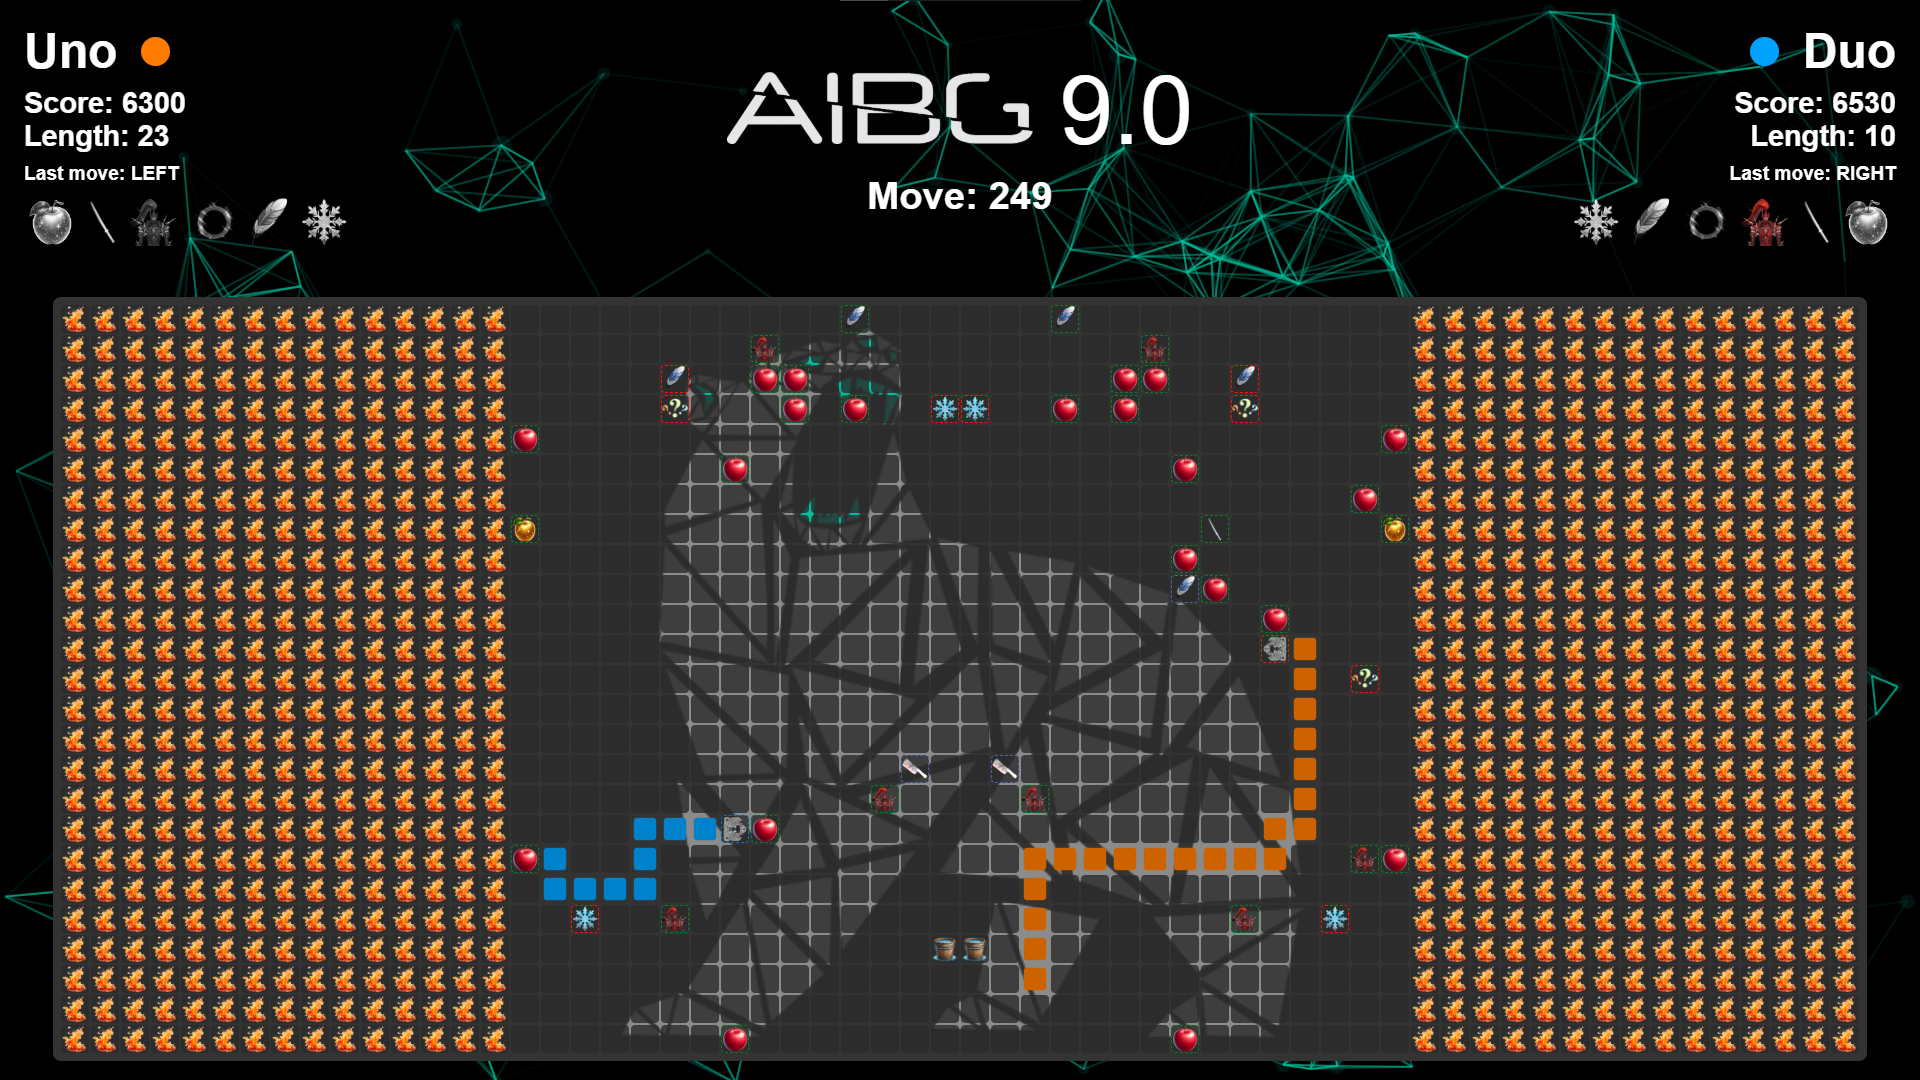 Uno
Score: 6300
Length: 23
Last move: LEFT
AIBG 9.0
Move: 249
Duo
Score: 6530
Length: 10
Last move: RIGHT